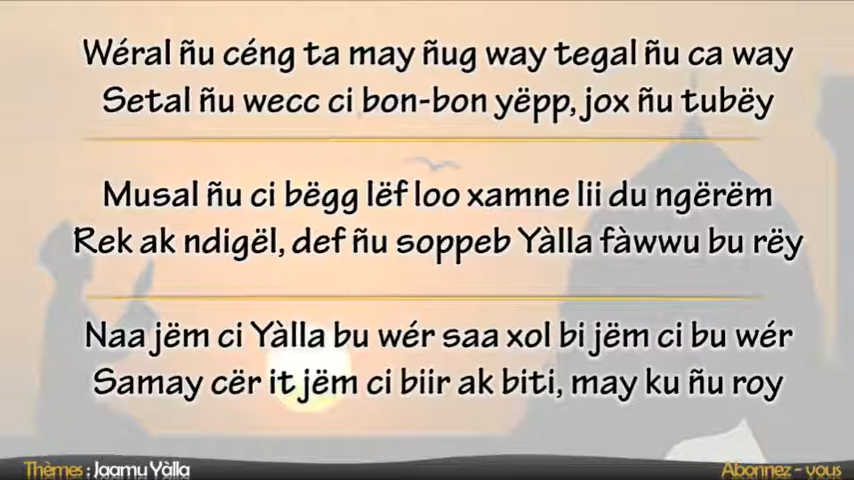 Wéral ñu céng ta may ñug way tegal ñu ca way
Setal ñu wecc ci bon-bon yëpp, jox ñu tubëy
Musal ñu ci bëgg lëf loo xamne lii du ngërëm
Rek ak ndigël, def ñu soppeb Yàlla fàwwu bu rëy
Naa jëm ci Yàlla bu wér saa xol bi jëm ci bu wér
Samay cër it jëm ci biir ak biti, may ku ñu roy
Thèmes : Jaamu Yàlla
Abonnez - vous